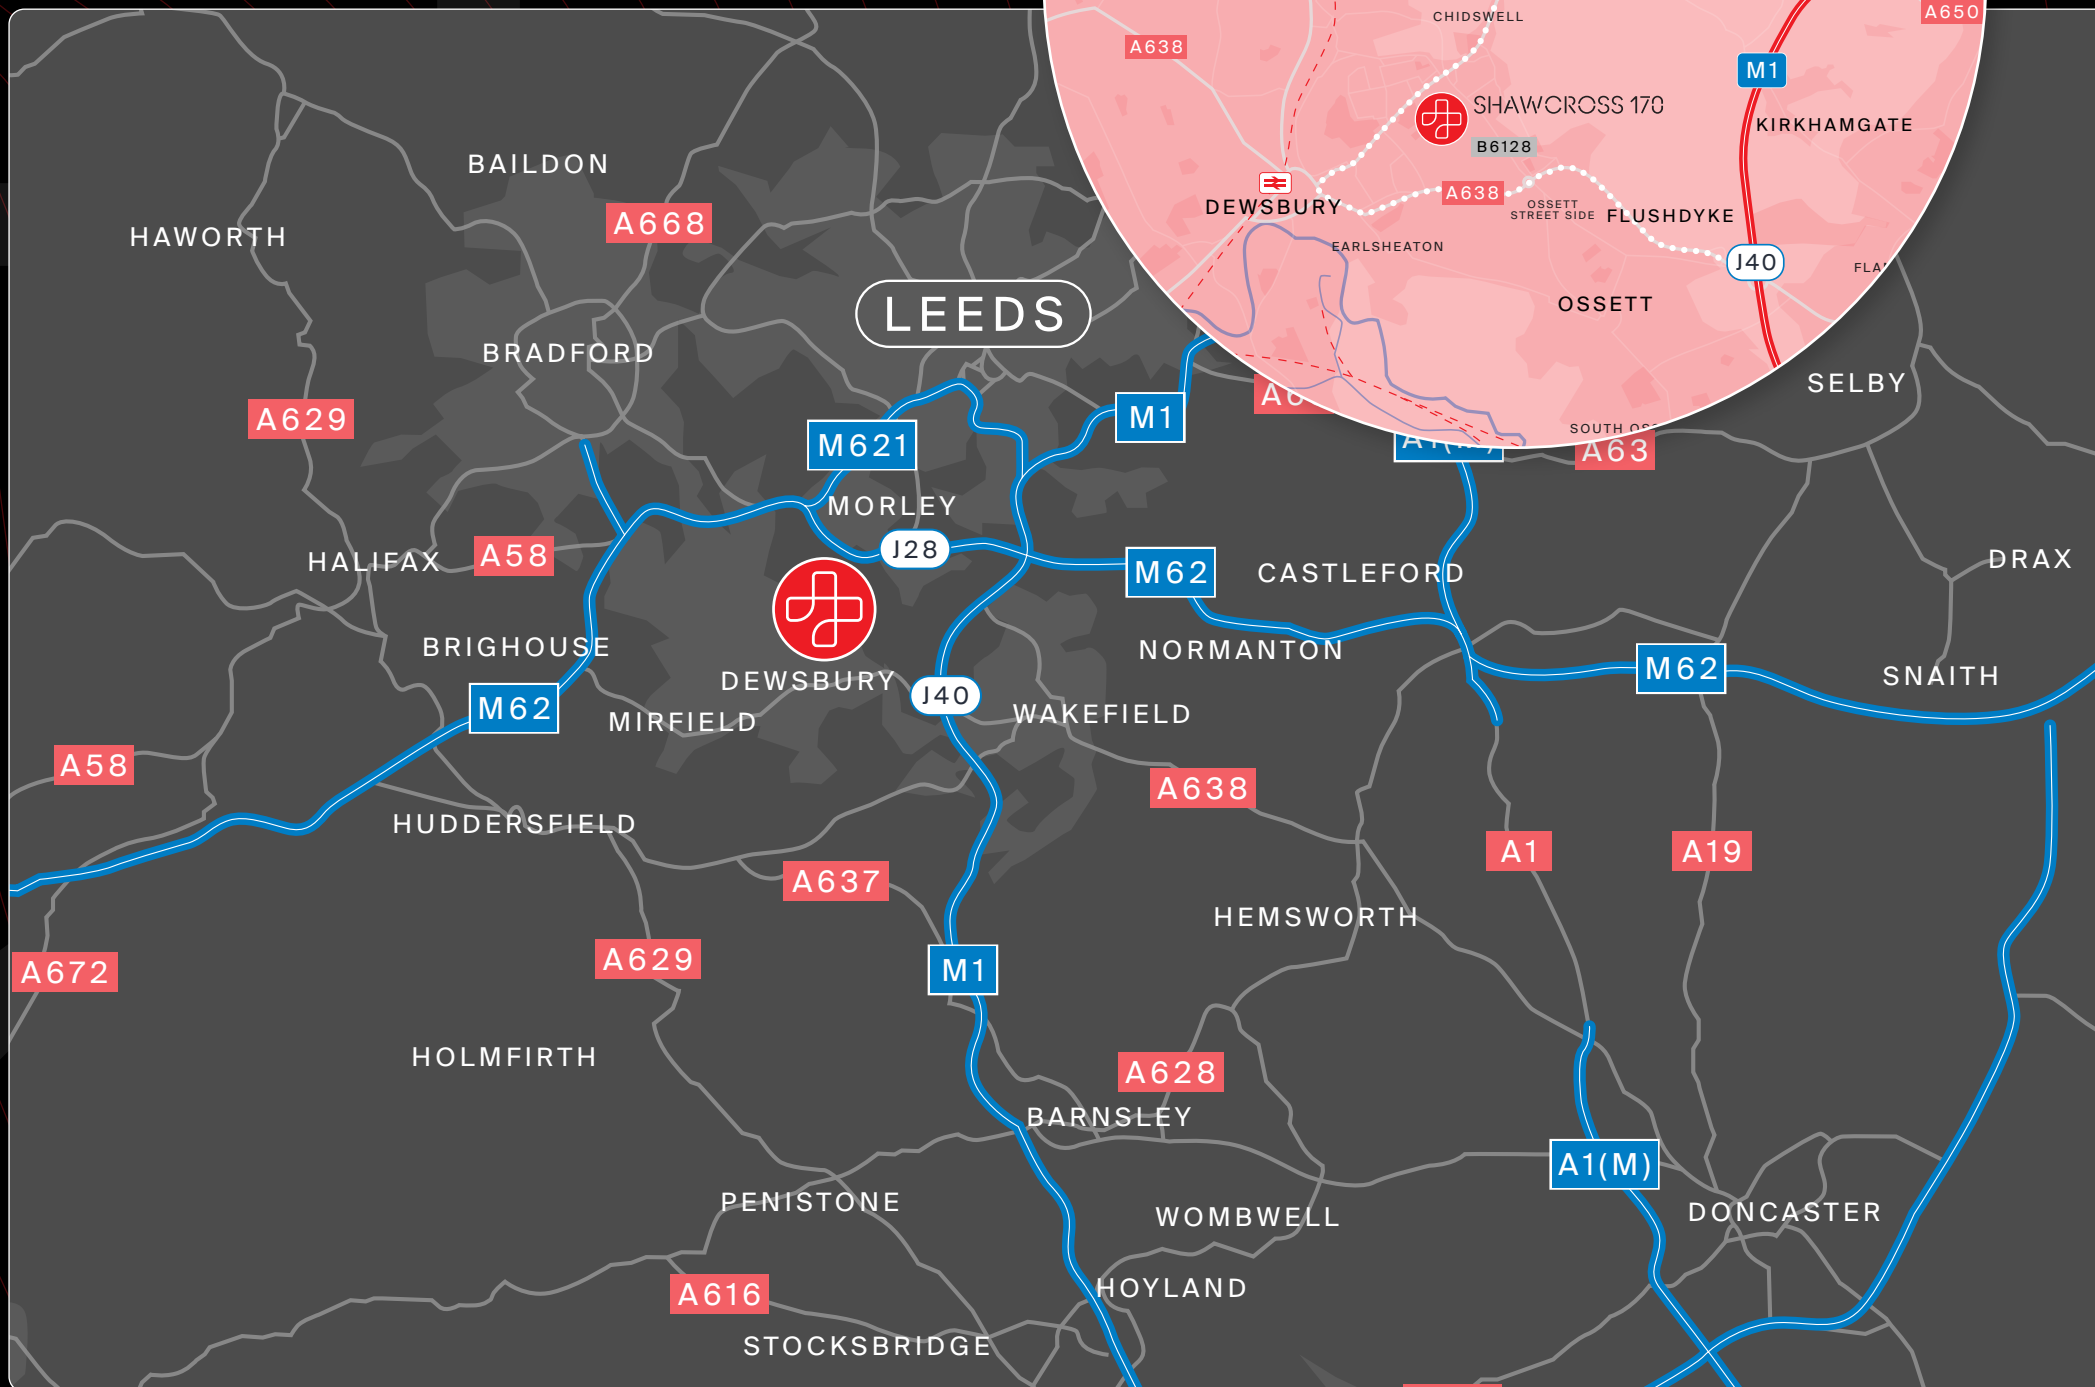 CHIDSWELL
A650
A638
M1
SHAWCROSS 170
KIRKHAMGATE
B6128
A638
DEWSBURY
OSSETT
STREET SIDE
FLUSHDYKE
EARLSHEATON
J40
OSSETT
SOUTH
BAILDON
HAWORTH
A668
LEEDS
BRADFORD
SELBY
A629
M621
M1
A63
MORLEY
HALIFAX
A58
J28
M62
CASTLEFORD
DRAX
BRIGHOUSE
NORMANTON
M62
SNAITH
DEWSBURY
J40
M62
MIRFIELD
WAKEFIELD
A58
A638
HUDDERSFIELD
A1
A19
A637
HEMSWORTH
A672
A629
M1
HOLMFIRTH
A628
BARNSLEY
A1(M)
PENISTONE
WOMBWELL
DONCASTER
A616
HOYLAND
STOCKSBRIDGE